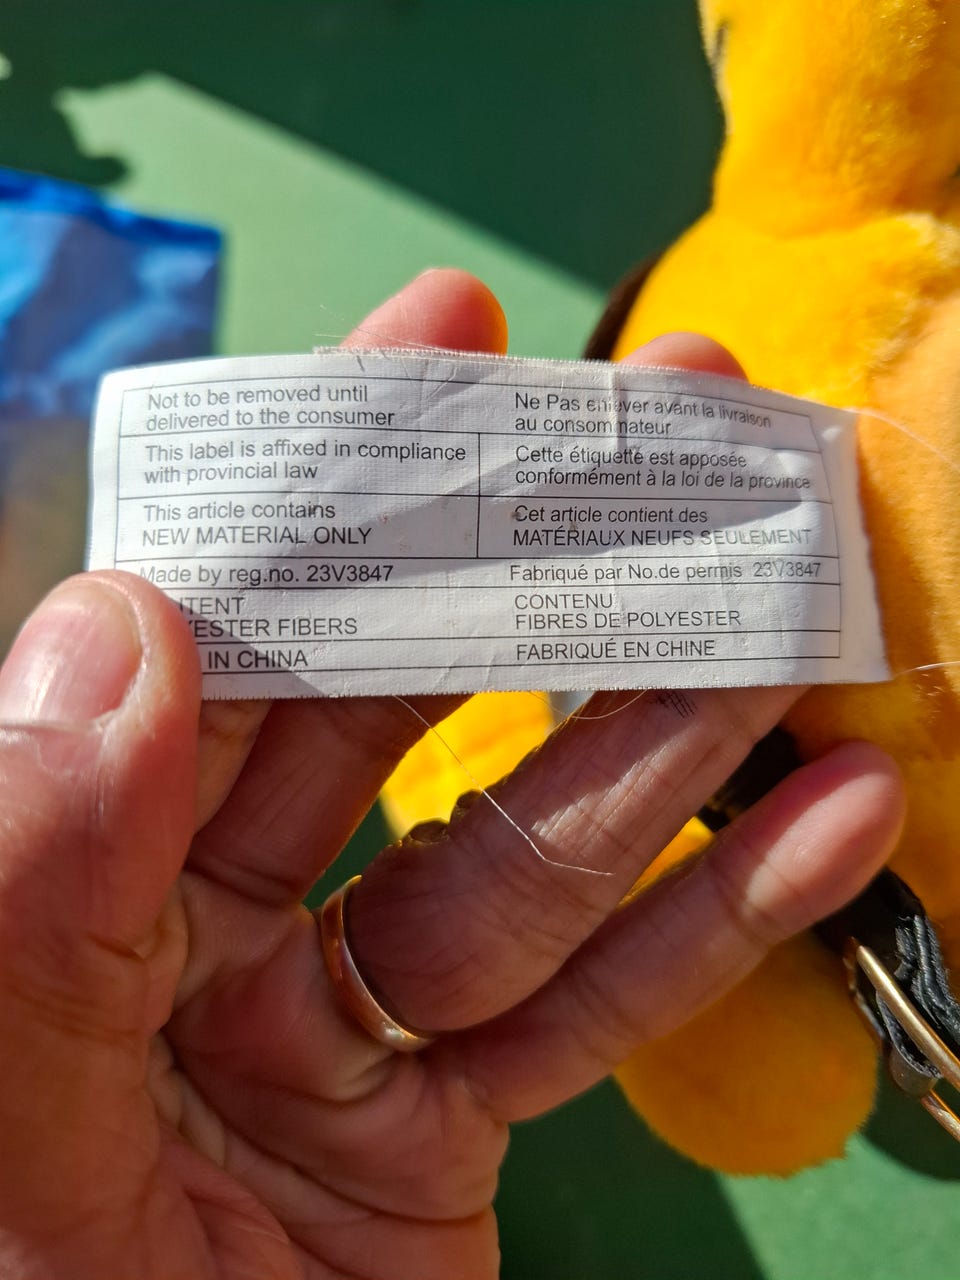 Not to be removed until
delivered to the consumer
Ne Pas enlever avant la livraison
au consommateur
This label is affixed in compliance
with provincial law
Cette étiquette est apposée
conformément à la loi de la province
This article contains
NEW MATERIAL ONLY
Cet article contient des
MATÉRIAUX NEUFS SEULEMENT
Made by reg.no. 23V3847
Fabriqué par No.de permis 23V3847
TENT
YESTER FIBERS
CONTENU
FIBRES DE POLYESTER
IN CHINA
FABRIQUÉ EN CHINE